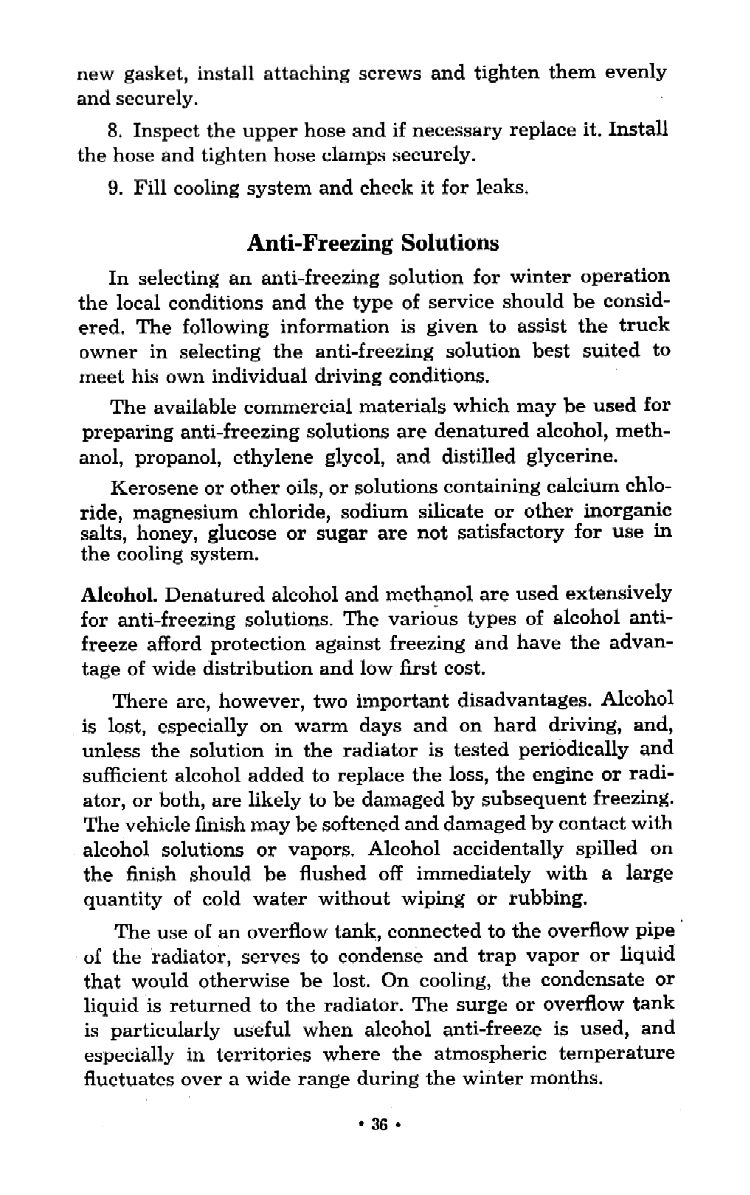 new gasket, install attaching screws and tighten them evenly
and securely.
8. Inspect the upper hose and if necessary replace it. Install
the hose and tighten hose clamps securely.
9. Fill cooling system and check it for leaks.
Anti-Freezing Solutions
In selecting an anti-freezing solution for winter operation
the local conditions and the type of service should be consid-
ered. The following information is given to assist the truck
owner in selecting the anti-freezing solution best suited to
meet his own individual driving conditions.
The available commercial materials which may be used for
preparing anti-freezing solutions are denatured alcohol, meth-
anol, propanol, ethylene glycol, and distilled glycerine.
Kerosene or other oils, or solutions containing calcium chlo-
ride, magnesium chloride, sodium silicate or other inorganic
salts, honey, glucose or sugar are not satisfactory for use in
the cooling system.
Alcohol. Denatured alcohol and methanol are used extensively
for anti-freezing solutions. The various types of alcohol anti-
freeze afford protection against freezing and have the advan-
tage of wide distribution and low first cost.
There are, however, two important disadvantages. Alcohol
is lost, especially on warm days and on hard driving, and,
unless the solution in the radiator is tested periodically and
sufficient alcohol added to replace the loss, the engine or radi-
ator, or both, are likely to be damaged by subsequent freezing.
The vehicle finish may be softened and damaged by contact with
alcohol solutions or vapors. Alcohol accidentally spilled on
the finish should be flushed off immediately with a large
quantity of cold water without wiping or rubbing.
The use of an overflow tank, connected to the overflow pipe
of the radiator, serves to condense and trap vapor or liquid
that would otherwise be lost. On cooling, the condensate or
liquid is returned to the radiator. The surge or overflow tank
is particularly useful when alcohol anti-freeze is used, and
especially in territories where the atmospheric temperature
fluctuates over a wide range during the winter months.
• 36 •